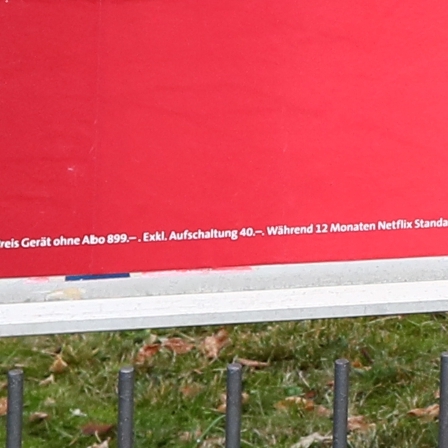 reis Gerät ohne Abo 899.–. Exkl. Aufschaltung 40.–. Während 12 Monaten Netflix Standa